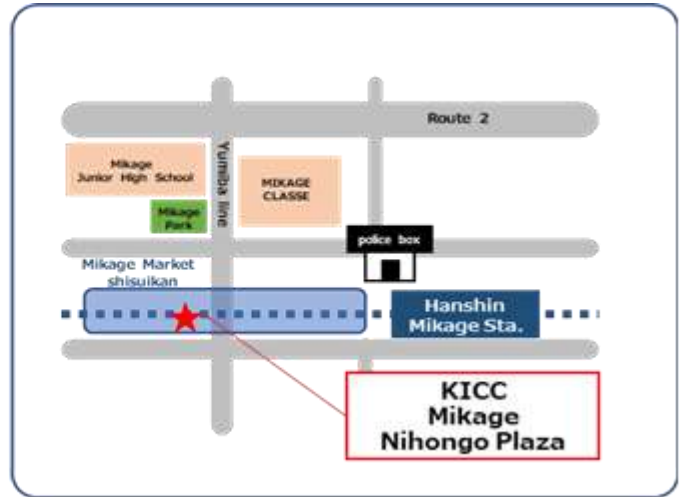 Route 2
Mikage
Junior High School
Yumiba line
MIKAGE
CLASSE
Mikage
Park
police box
Mikage Market
shisuikan
Hanshin
Mikage Sta.
KICC
Mikage
Nihongo Plaza